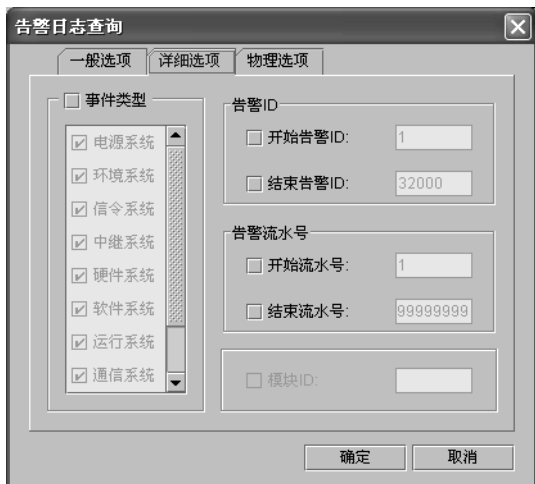 告警日志查询
一般选项 详细选项 物理选项
事件类型
电源系统
环境系统
信令系统
中继系统
硬件系统
软件系统
运行系统
通信系统
告警ID
开始告警ID: 1
结束告警ID: 32000
告警流水号
开始流水号: 1
结束流水号: 99999999
模块ID:
确定 取消